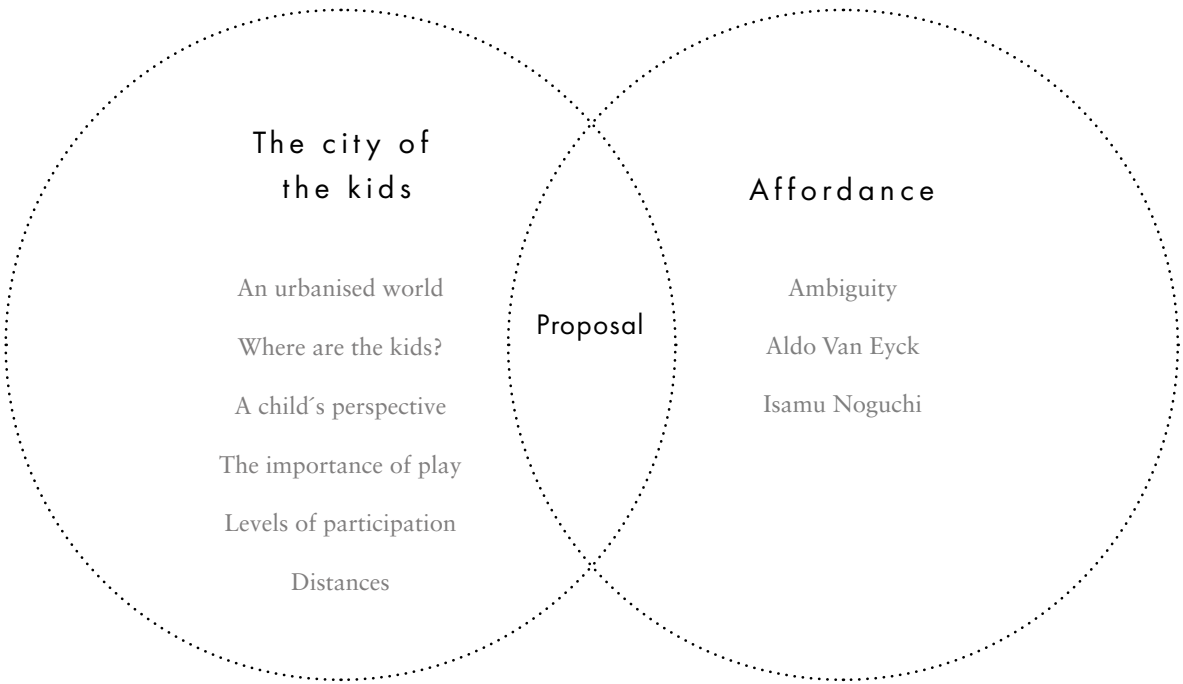 The city of
the kids
An urbanised world
Where are the kids?
A child´s perspective
The importance of play
Levels of participation
Distances
Proposal
Affordance
Ambiguity
Aldo Van Eyck
Isamu Noguchi